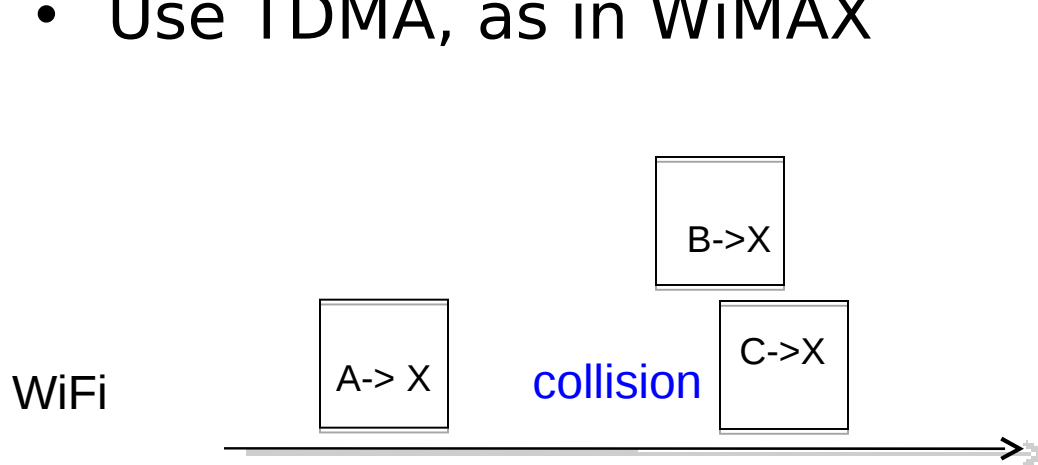 • Use TDMA, as in WiMAX
B->X
C->X
A-> X
collision
WiFi